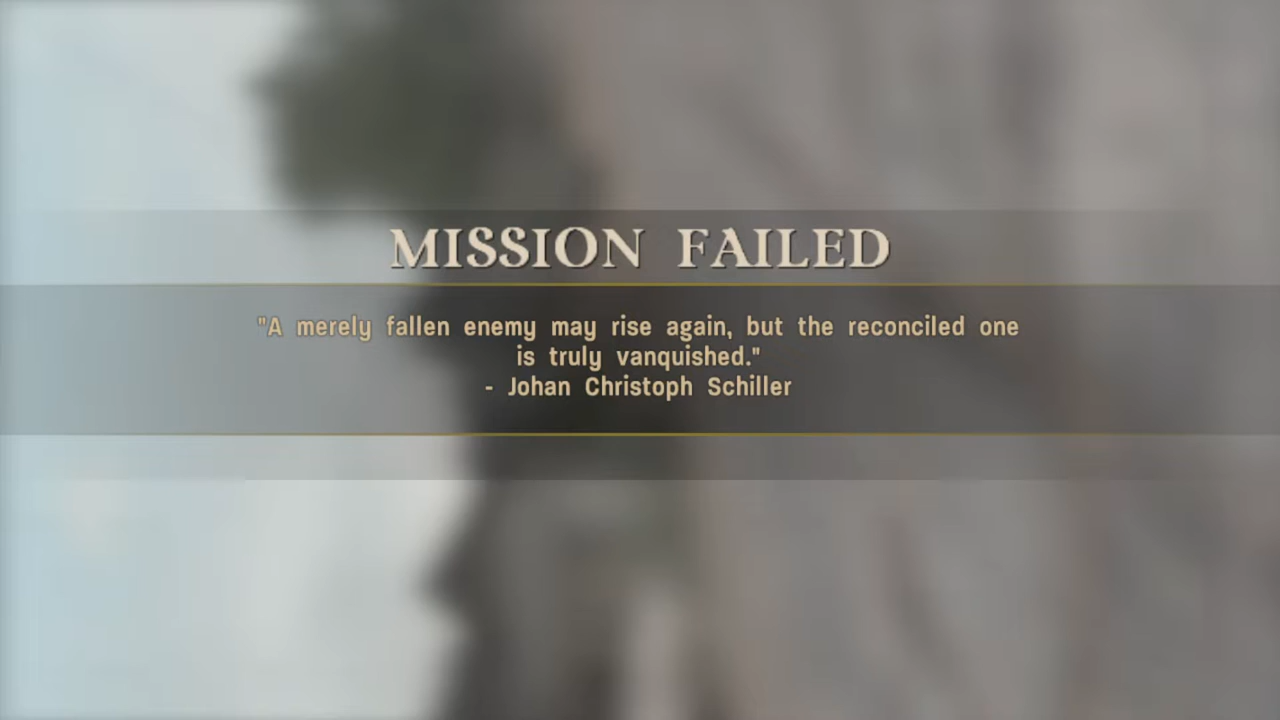 MISSION FAILED
"A merely fallen enemy may rise again, but the reconciled one
is truly vanquished."
- Johan Christoph Schiller